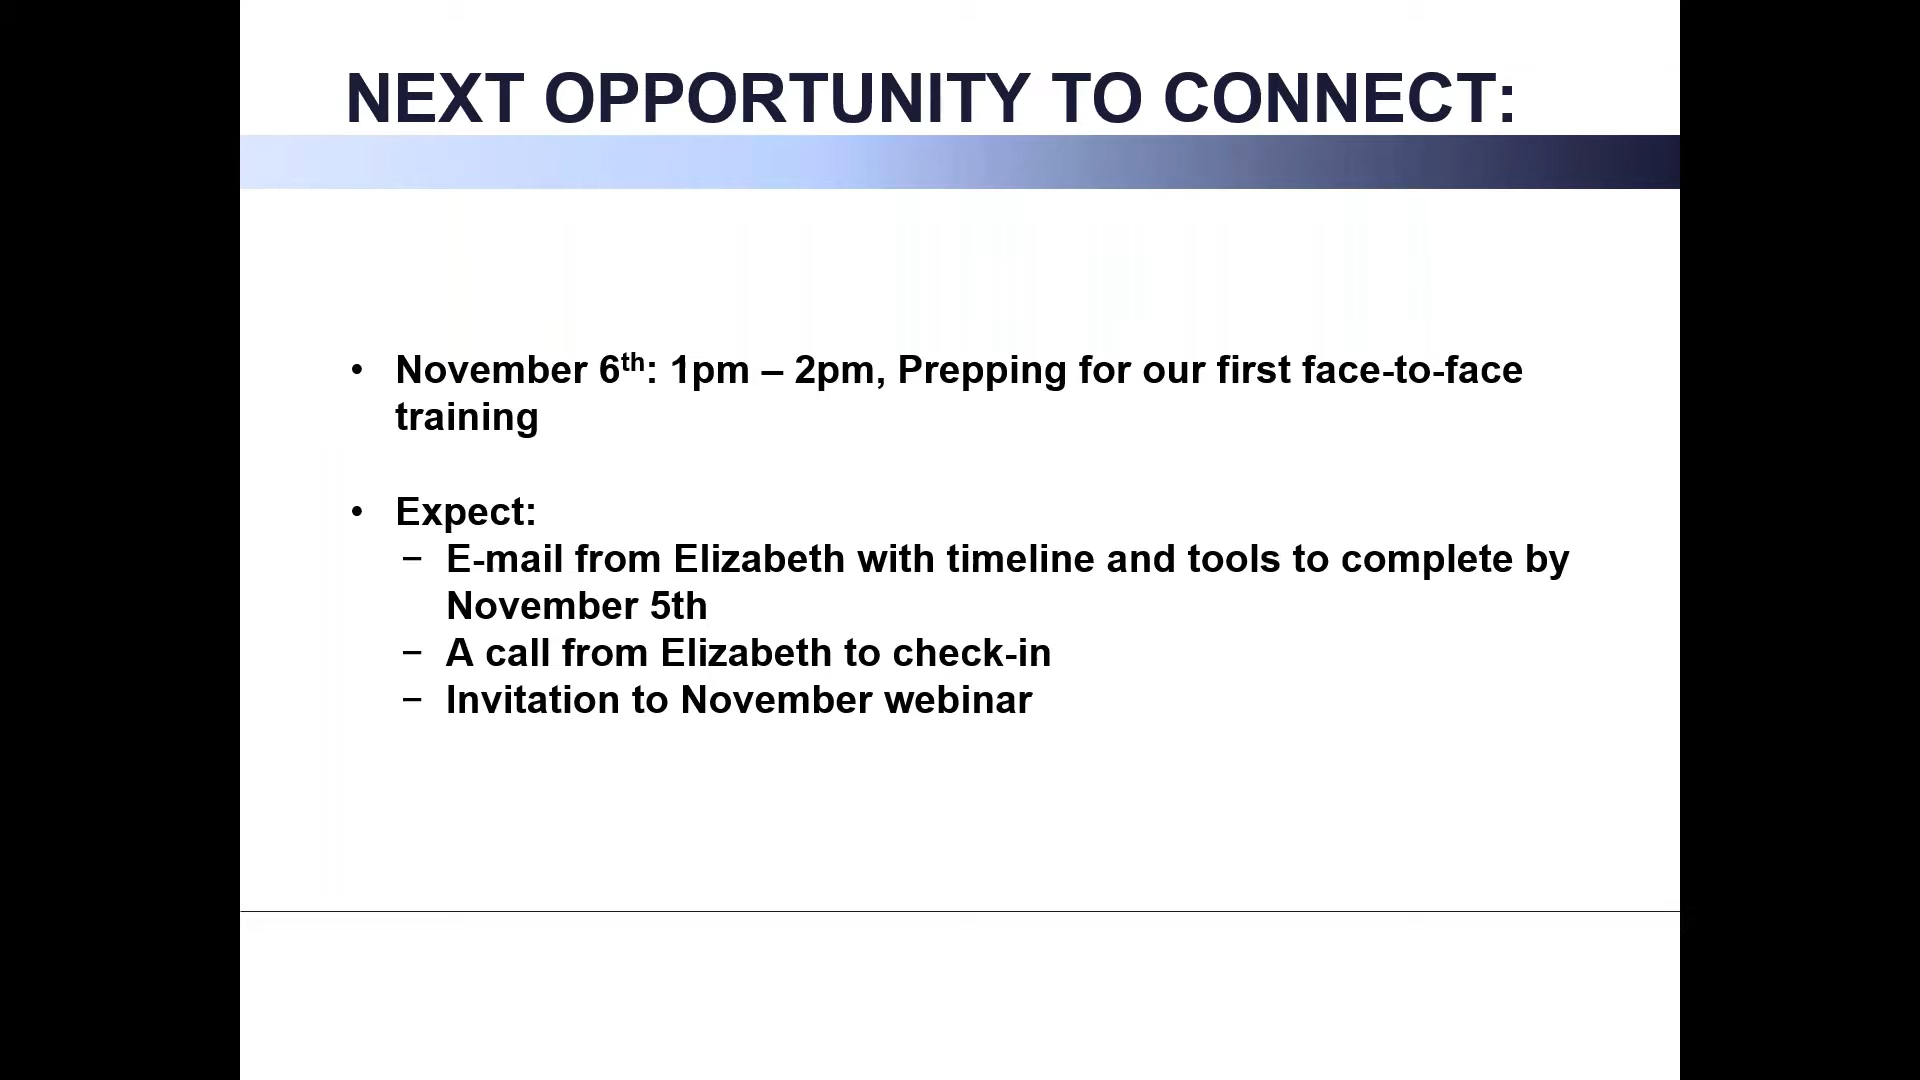 NEXT OPPORTUNITY TO CONNECT:
• November 6th: 1pm – 2pm, Prepping for our first face-to-face
training
• Expect:
– E-mail from Elizabeth with timeline and tools to complete by
November 5th
– A call from Elizabeth to check-in
– Invitation to November webinar